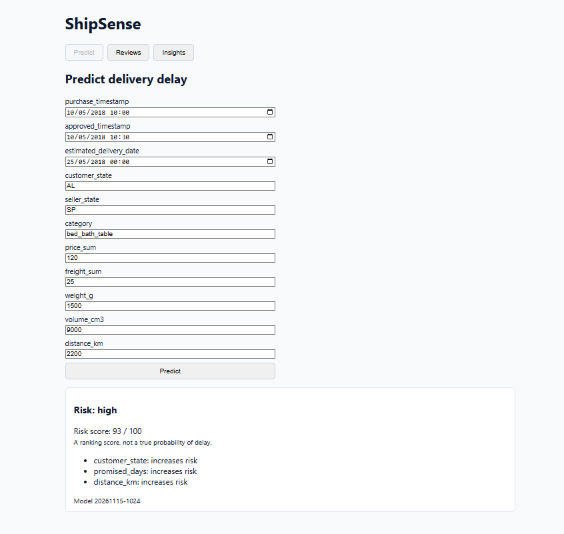 ShipSense
Predict Reviews Insights
Predict delivery delay
purchase_timestamp
10/05/2018 10:00
approved_timestamp
10/05/2018 10:30
estimated_delivery_date
25/05/2018 00:00
customer_state
AL
seller_state
SP
category
bed_bath_table
price_sum
120
freight_sum
25
weight_g
1500
volume_cm3
9000
distance_km
2200
Predict
Risk: high
Risk score: 93 / 100
A ranking score, not a true probability of delay.
• customer_state: increases risk
• promised_days: increases risk
• distance_km: increases risk
Model 20261115-1024